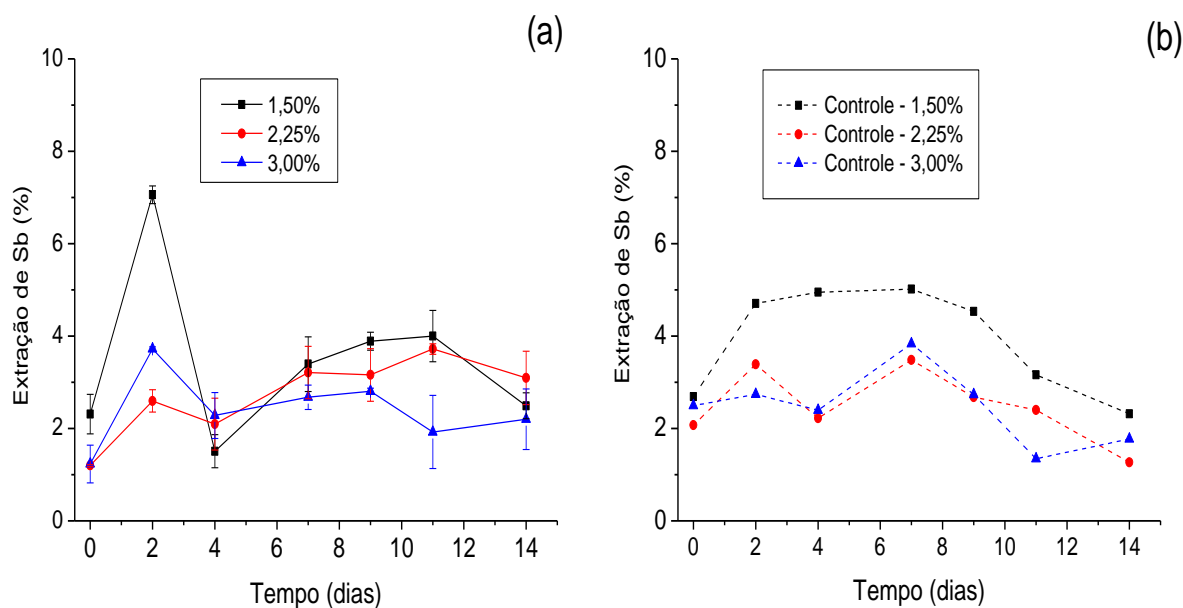 (a)
10
8
6
4
2
0
Extração de Sb (%)
1,50%
2,25%
3,00%
0 2 4 6 8 10 12 14
Tempo (dias)
(b)
10
8
6
4
2
0
Extração de Sb (%)
Controle - 1,50%
Controle - 2,25%
Controle - 3,00%
0 2 4 6 8 10 12 14
Tempo (dias)